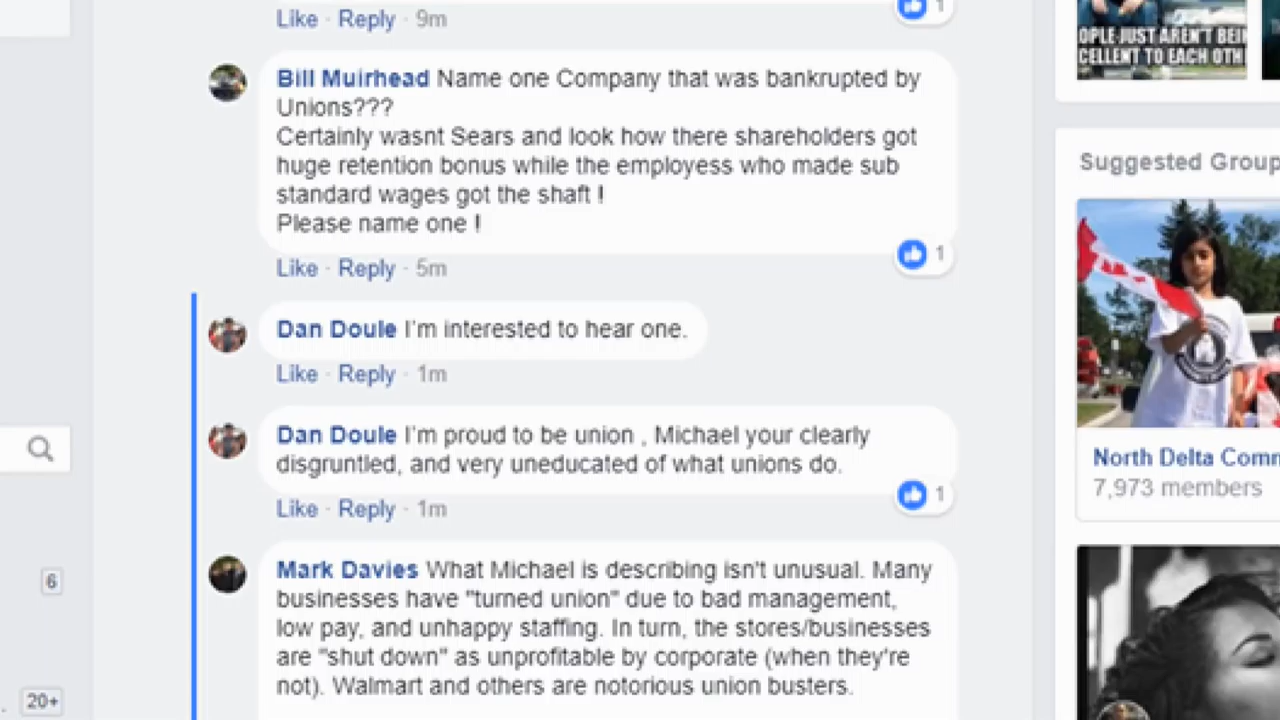 Like · Reply · 9m
1
Bill Muirhead Name one Company that was bankrupted by
Unions???
Certainly wasnt Sears and look how there shareholders got
huge retention bonus while the employess who made sub
standard wages got the shaft !
Please name one !
Like · Reply · 5m
1
Dan Doule I'm interested to hear one.
Like · Reply · 1m
Dan Doule I'm proud to be union , Michael your clearly
disgruntled, and very uneducated of what unions do.
Like · Reply · 1m
1
Mark Davies What Michael is describing isn't unusual. Many
businesses have "turned union" due to bad management,
low pay, and unhappy staffing. In turn, the stores/businesses
are "shut down" as unprofitable by corporate (when they're
not). Walmart and others are notorious union busters.
6
20+
OPLE JUST AREN'T BEIN
CELLENT TO EACH OTH
Suggested Group
North Delta Comm
7,973 members